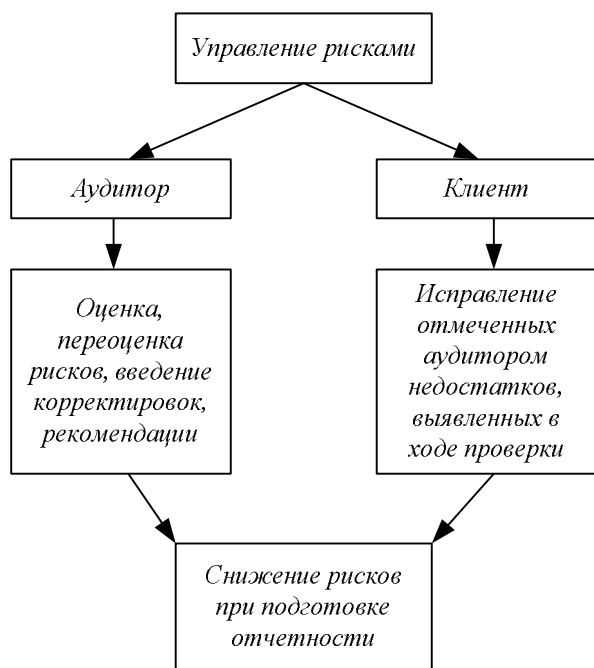 Управление рисками
Аудитор
Клиент
Оценка,
переоценка
рисков, введение
корректировок,
рекомендации
Исправление
отмеченных
аудитором
недостатков,
выявленных в
ходе проверки
Снижение рисков
при подготовке
отчетности